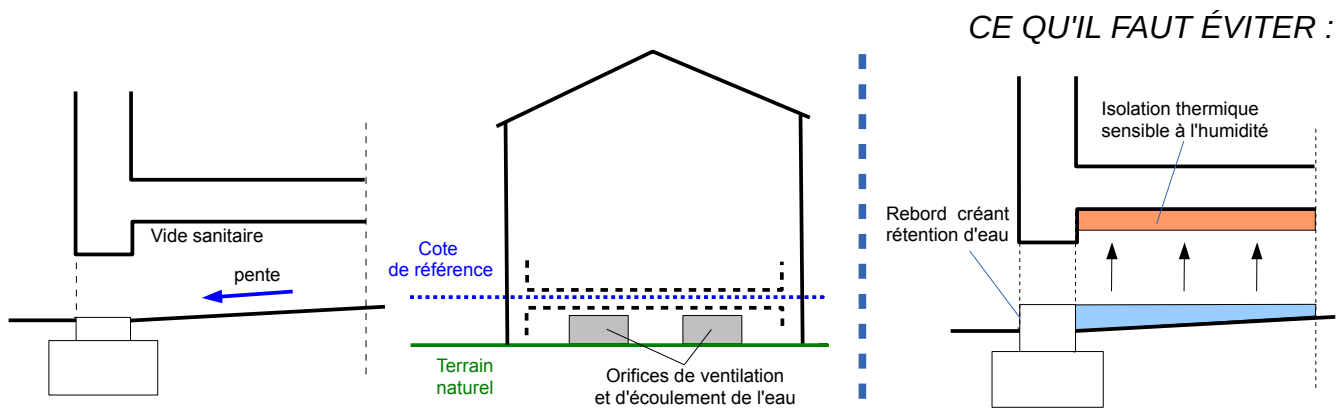 CE QU'IL FAUT ÉVITER :
Vide sanitaire
pente
Cote
de référence
Terrain
naturel
Orifices de ventilation
et d'écoulement de l'eau
Isolation thermique
sensible à l'humidité
Rebord créant
rétention d'eau